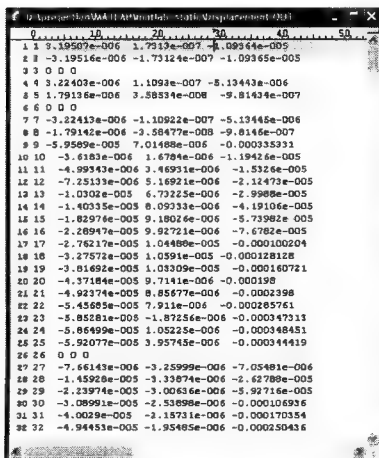 0 10 20 30 40 50
1 1 3.19507e-006 1.7313e-007 -1.09364e-005
2 2 -3.19516e-006 -1.73124e-007 -1.09365e-005
3 3 0 0 0
4 4 3.22403e-006 1.1093e-007 -5.13443e-006
5 5 1.79136e-006 3.58534e-008 -9.81434e-007
6 6 0 0 0
7 7 -3.22413e-006 -1.10922e-007 -5.13445e-006
8 8 -1.79142e-006 -3.58477e-008 -9.8146e-007
9 9 -5.9589e-005 7.01488e-006 -0.000335331
10 10 -3.6183e-006 1.6784e-006 -1.19426e-005
11 11 -4.99343e-006 3.46931e-006 -1.5326e-005
12 12 -7.25133e-006 5.16921e-006 -2.12473e-005
13 13 -1.0302e-005 6.73225e-006 -2.9988e-005
14 14 -1.40335e-005 8.09333e-006 -4.19106e-005
15 15 -1.82976e-005 9.18026e-006 -5.73982e-005
16 16 -2.28947e-005 9.92721e-006 -7.6782e-005
17 17 -2.76217e-005 1.04488e-005 -0.000100204
18 18 -3.27572e-005 1.0591e-005 -0.000128128
19 19 -3.81692e-005 1.03309e-005 -0.000160721
20 20 -4.37184e-005 9.7141e-006 -0.000198
21 21 -4.92374e-005 8.85677e-006 -0.0002398
22 22 -5.45685e-005 7.911e-006 -0.000285761
23 23 -5.85281e-005 -1.87256e-005 -0.000347313
24 24 -5.86499e-005 1.05225e-005 -0.000348451
25 25 -5.92077e-005 3.95745e-006 -0.000344419
26 26 0 0 0
27 27 -7.66143e-006 -3.25999e-006 -7.05481e-006
28 28 -1.45928e-005 -3.33874e-006 -2.62788e-005
29 29 -2.23974e-005 -3.00636e-006 -5.92716e-005
30 30 -3.08991e-005 -2.53898e-006 -0.000106936
31 31 -4.0029e-005 -2.15731e-006 -0.000170354
32 32 -4.94453e-005 -1.95485e-006 -0.000250436